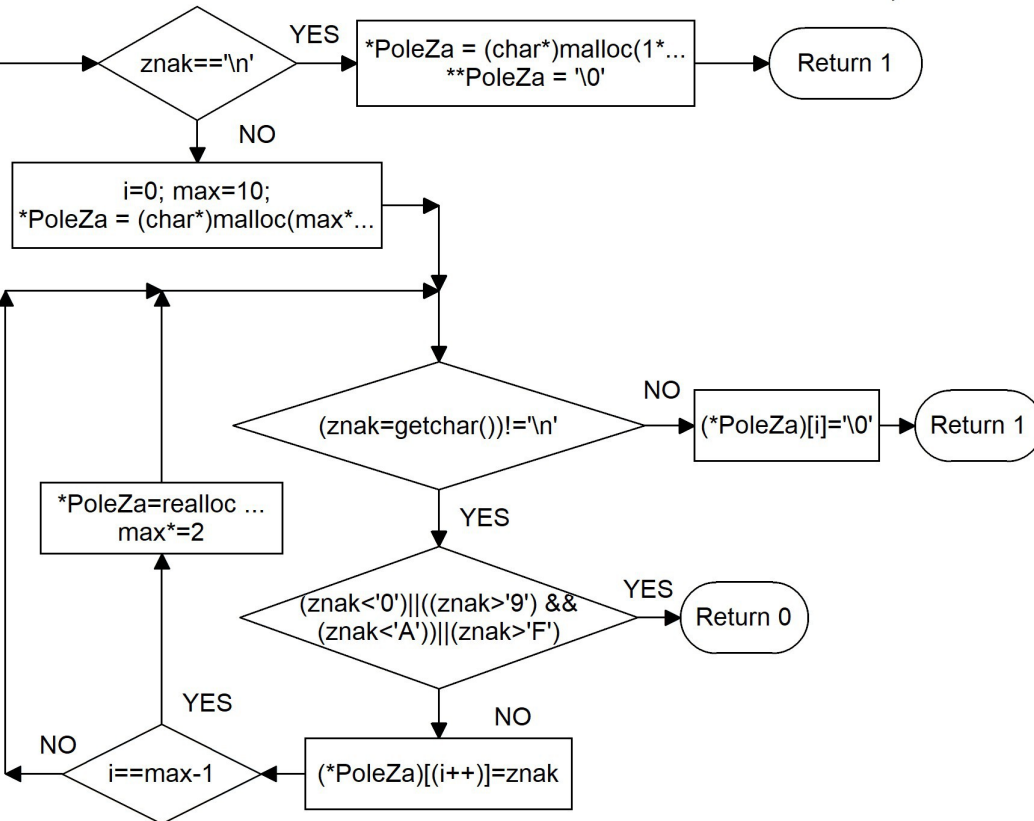 YES
znak=='\n'
*PoleZa = (char*)malloc(1*...
**PoleZa = '\0'
Return 1
NO
i=0; max=10;
*PoleZa = (char*)malloc(max*...
(znak=getchar())!='\n'
NO
(*PoleZa)[i]='\0'
Return 1
*PoleZa=realloc ...
max*=2
YES
(znak<'0')||((znak>'9') &&
(znak<'A'))||(znak>'F')
YES
Return 0
YES
NO
NO
i==max-1
(*PoleZa)[(i++)]=znak